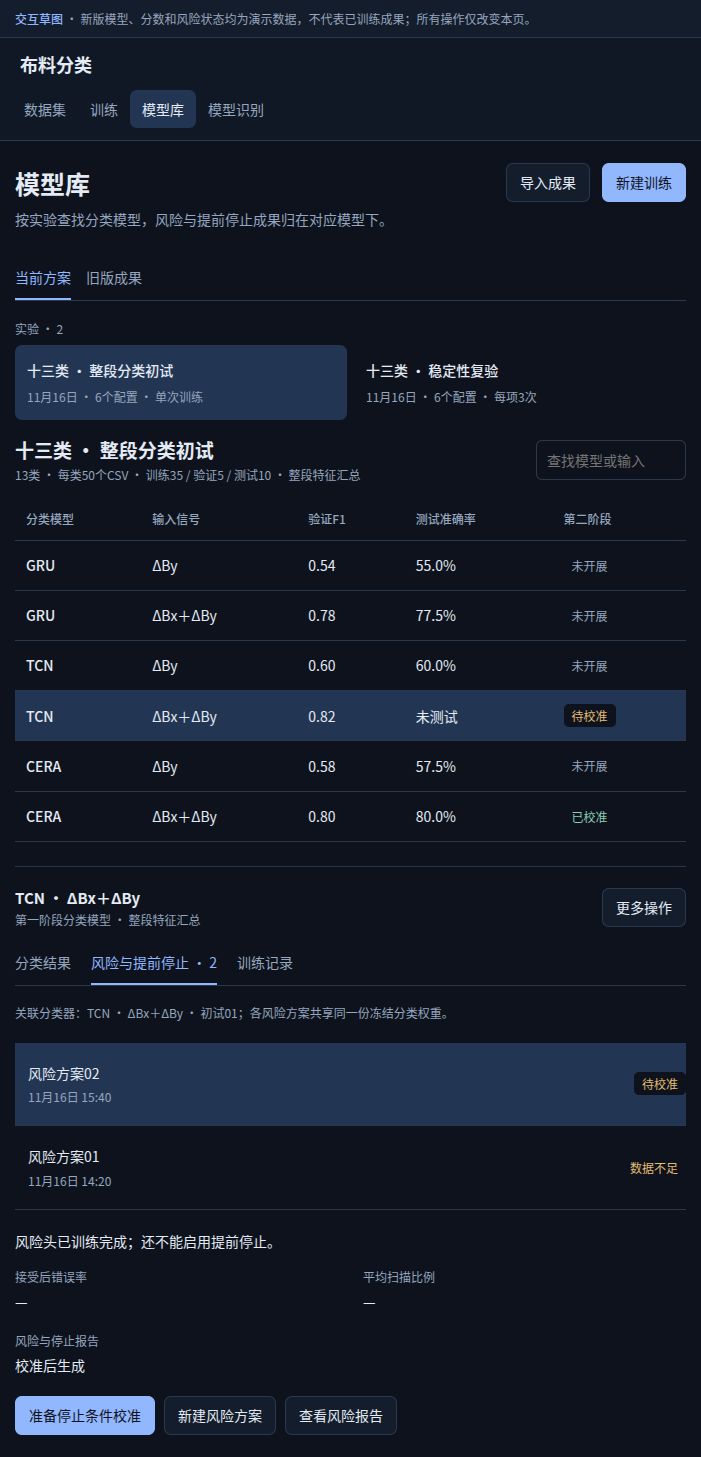 交互草图 · 新版模型、分数和风险状态均为演示数据，不代表已训练成果；所有操作仅改变本页。
布料分类
数据集 训练 模型库 模型识别
模型库
导入成果 新建训练
按实验查找分类模型，风险与提前停止成果归在对应模型下。
当前方案 旧版成果
实验 · 2
十三类 · 整段分类初试 十三类 · 稳定性复验
11月16日 · 6个配置 · 单次训练 11月16日 · 6个配置 · 每项3次
十三类 · 整段分类初试
13类 · 每类50个CSV · 训练35 / 验证5 / 测试10 · 整段特征汇总
查找模型或输入
分类模型 输入信号 验证F1 测试准确率 第二阶段
GRU ΔBy 0.54 55.0% 未开展
GRU ΔBx＋ΔBy 0.78 77.5% 未开展
TCN ΔBy 0.60 60.0% 未开展
TCN ΔBx＋ΔBy 0.82 未测试 待校准
CERA ΔBy 0.58 57.5% 未开展
CERA ΔBx＋ΔBy 0.80 80.0% 已校准
TCN · ΔBx＋ΔBy
第一阶段分类模型 · 整段特征汇总
更多操作
分类结果 风险与提前停止 · 2 训练记录
关联分类器：TCN · ΔBx＋ΔBy · 初试01；各风险方案共享同一份冻结分类权重。
风险方案02
11月16日 15:40
待校准
风险方案01
11月16日 14:20
数据不足
风险头已训练完成；还不能启用提前停止。
接受后错误率 平均扫描比例
— —
风险与停止报告
校准后生成
准备停止条件校准 新建风险方案 查看风险报告